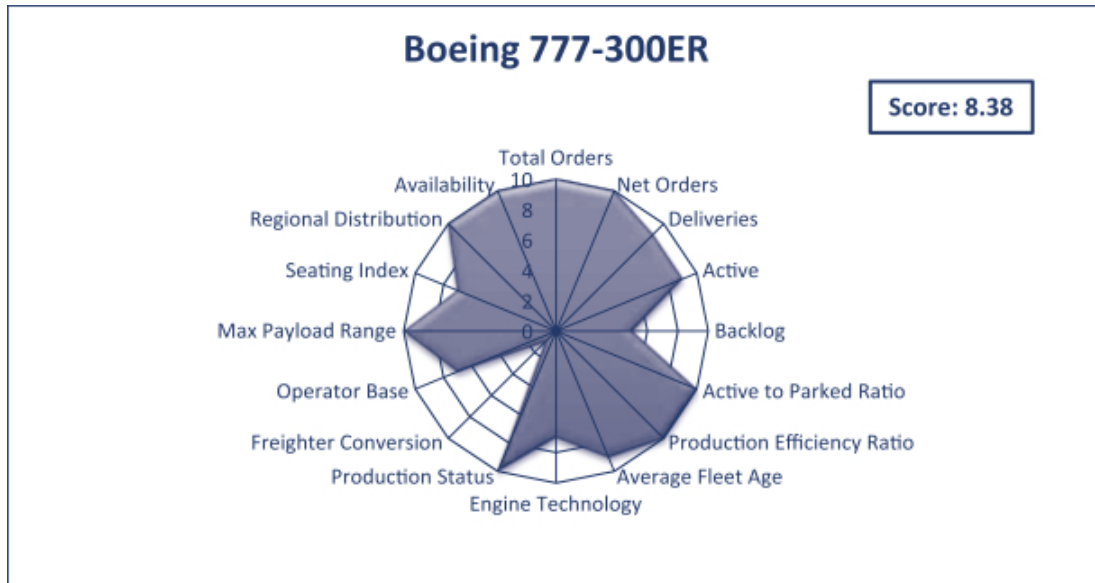 Boeing 777-300ER
Score: 8.38
Total Orders
Availability
10
Net Orders
Regional Distribution
8
Deliveries
6
Seating Index
4
Active
2
Max Payload Range
0
Backlog
Operator Base
Active to Parked Ratio
Freighter Conversion
Production Efficiency Ratio
Production Status
Average Fleet Age
Engine Technology